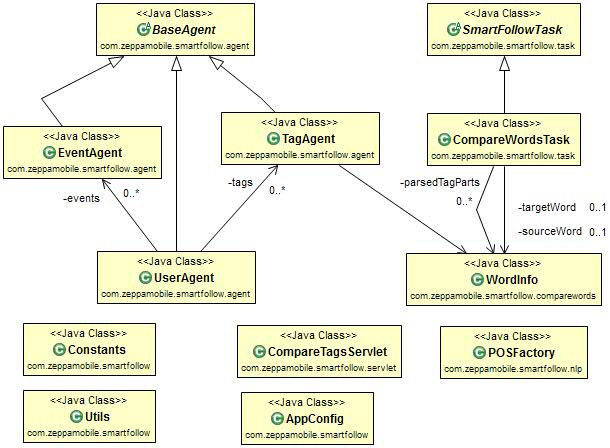 <<Java Class>>
BaseAgent
com.zeppamobile.smartfollow.agent
<<Java Class>>
SmartFollowTask
com.zeppamobile.smartfollow.task
<<Java Class>>
EventAgent
com.zeppamobile.smartfollow.agent
<<Java Class>>
TagAgent
com.zeppamobile.smartfollow.agent
<<Java Class>>
CompareWordsTask
com.zeppamobile.smartfollow.task
-events
0..*
-tags
0..*
-parsedTagParts
0..*
-targetWord 0..1
-sourceWord 0..1
<<Java Class>>
UserAgent
com.zeppamobile.smartfollow.agent
<<Java Class>>
WordInfo
com.zeppamobile.smartfollow.comparewords
<<Java Class>>
Constants
com.zeppamobile.smartfollow
<<Java Class>>
CompareTagsServlet
com.zeppamobile.smartfollow.servlet
<<Java Class>>
POSFactory
com.zeppamobile.smartfollow.nlp
<<Java Class>>
Utils
com.zeppamobile.smartfollow
<<Java Class>>
AppConfig
com.zeppamobile.smartfollow